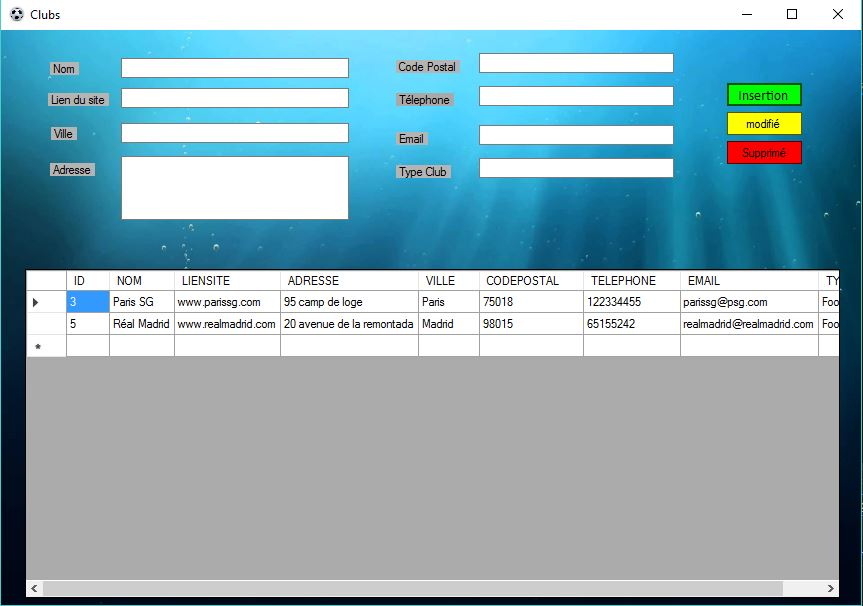 Clubs
Nom
Code Postal
Lien du site
Télephone
Insertion
Ville
Email
modifié
Adresse
Type Club
Supprimé
ID NOM LIENSITE ADRESSE VILLE CODEPOSTAL TELEPHONE EMAIL TY
3 Paris SG www.parissg.com 95 camp de loge Paris 75018 122334455 parissg@psg.com Foo
5 Réal Madrid www.realmadrid.com 20 avenue de la remontada Madrid 98015 65155242 realmadrid@realmadrid.com Foo